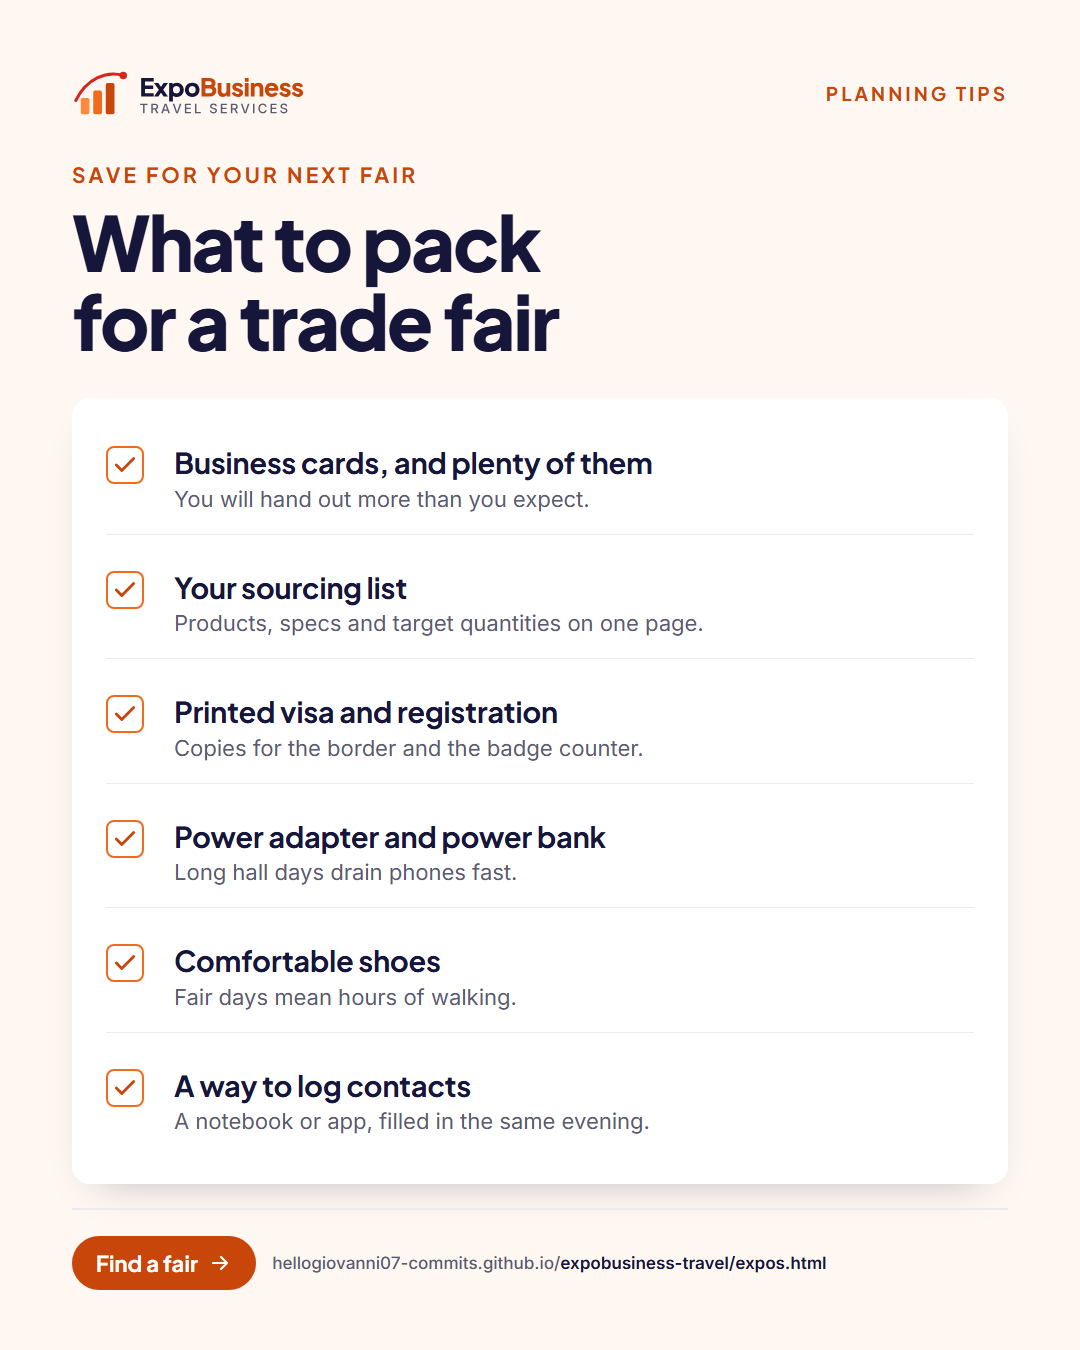 ExpoBusiness
TRAVEL SERVICES
PLANNING TIPS
SAVE FOR YOUR NEXT FAIR
What to pack
for a trade fair
Business cards, and plenty of them
You will hand out more than you expect.
Your sourcing list
Products, specs and target quantities on one page.
Printed visa and registration
Copies for the border and the badge counter.
Power adapter and power bank
Long hall days drain phones fast.
Comfortable shoes
Fair days mean hours of walking.
A way to log contacts
A notebook or app, filled in the same evening.
Find a fair →
hellogiovanni07-commits.github.io/expobusiness-travel/expos.html